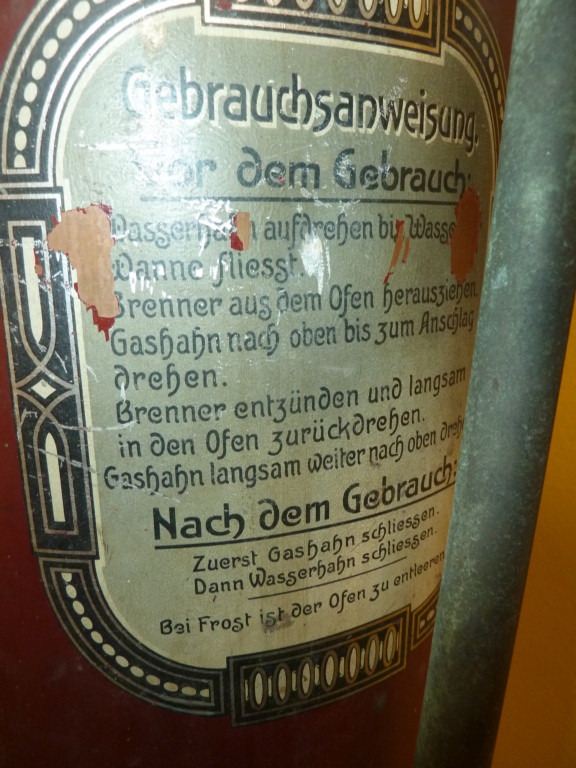 Gebrauchsanweisung.
Vor dem Gebrauch:
Wasserhahn aufdrehen bis
Wanne fliesst.
Brenner aus dem Ofen herausziehen.
Gashahn nach oben bis zum Anschlag
drehen.
Brenner entzünden und langsam
in den Ofen zurückdrehen.
Gashahn langsam weiter nach oben
Nach dem Gebrauch:
Zuerst Gashahn schliessen.
Dann Wasserhahn schliessen.
Bei Frost ist der Ofen zu entleeren